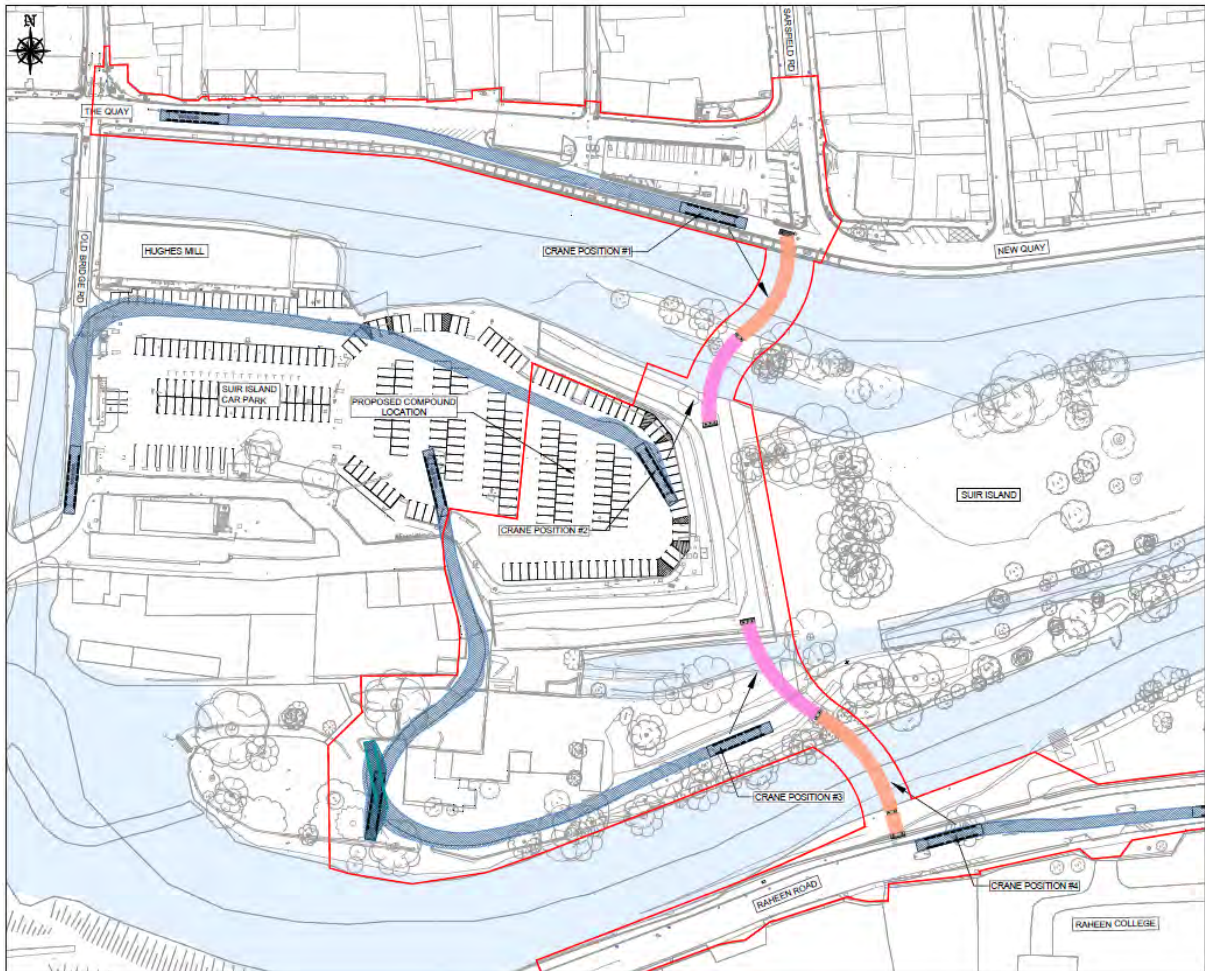 N
SARSFIELD RD
THE QUAY
CRANE POSITION #1
NEW QUAY
OLD BRIDGE RD
HUGHES MILL
SUIR ISLAND
CAR PARK
PROPOSED COMPOUND
LOCATION
SUIR ISLAND
CRANE POSITION #2
CRANE POSITION #3
CRANE POSITION #4
RAHEEN ROAD
RAHEEN COLLEGE